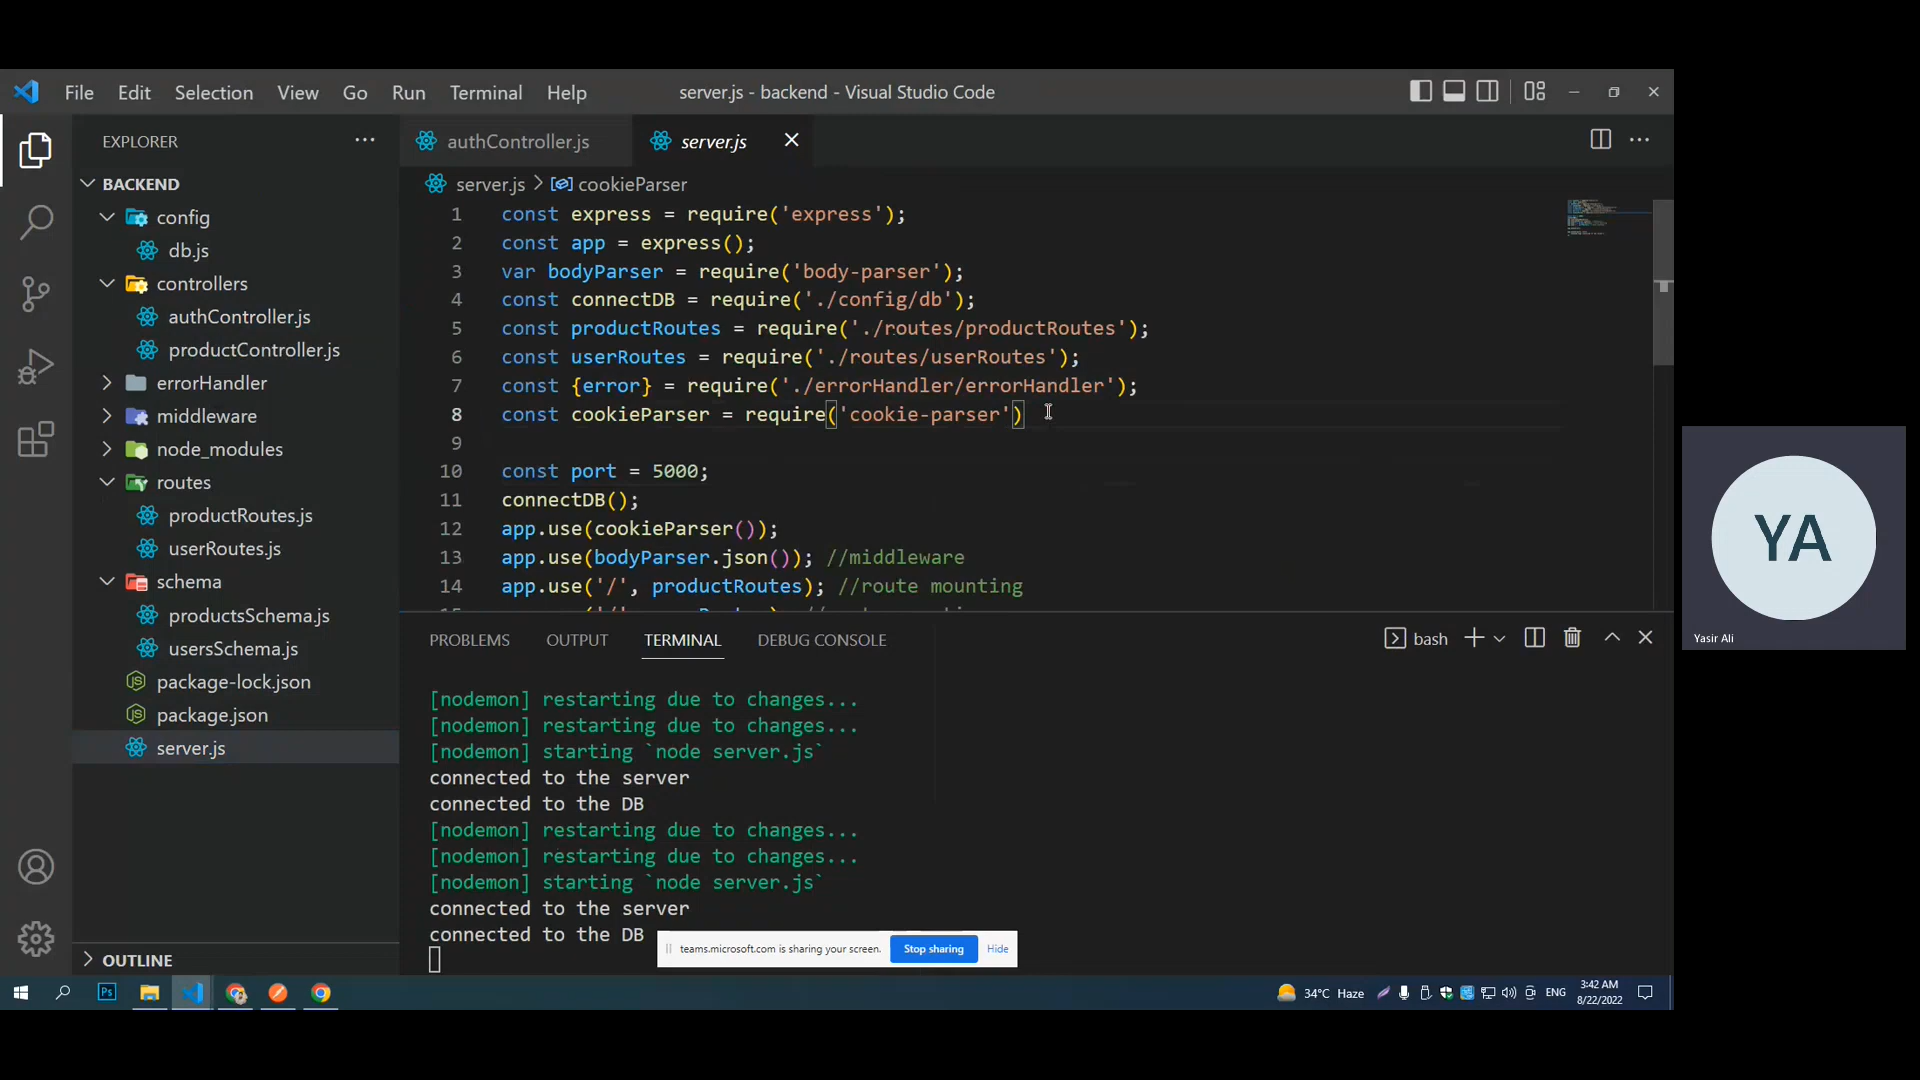 File Edit Selection View Go Run Terminal Help server.js - backend - Visual Studio Code
EXPLORER
authController.js
server.js
BACKEND
server.js > cookieParser
config
db.js
controllers
authController.js
productController.js
errorHandler
middleware
node_modules
routes
productRoutes.js
userRoutes.js
schema
productsSchema.js
usersSchema.js
package-lock.json
package.json
server.js
OUTLINE
1 const express = require('express');
2 const app = express();
3 var bodyParser = require('body-parser');
4 const connectDB = require('./config/db');
5 const productRoutes = require('./routes/productRoutes');
6 const userRoutes = require('./routes/userRoutes');
7 const {error} = require('./errorHandler/errorHandler');
8 const cookieParser = require('cookie-parser')
9
10 const port = 5000;
11 connectDB();
12 app.use(cookieParser());
13 app.use(bodyParser.json()); //middleware
14 app.use('/', productRoutes); //route mounting
PROBLEMS OUTPUT TERMINAL DEBUG CONSOLE
bash
[nodemon] restarting due to changes...
[nodemon] restarting due to changes...
[nodemon] starting `node server.js`
connected to the server
connected to the DB
[nodemon] restarting due to changes...
[nodemon] restarting due to changes...
[nodemon] starting `node server.js`
connected to the server
connected to the DB
teams.microsoft.com is sharing your screen. Stop sharing Hide
YA
Yasir Ali
Ps
34°C Haze
ENG
3:42 AM
8/22/2022